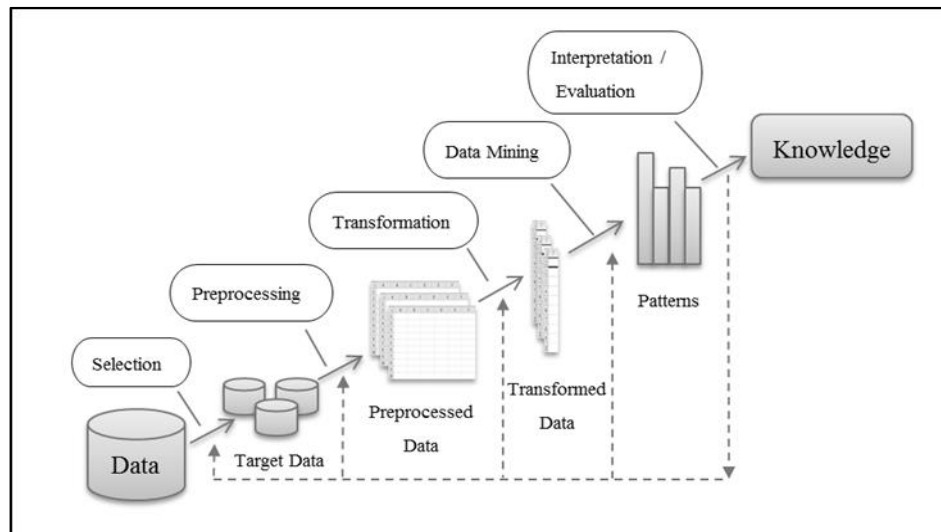 Interpretation /
Evaluation
Knowledge
Data Mining
Transformation
Preprocessing
Patterns
Selection
Transformed
Data
Preprocessed
Data
Target Data
Data